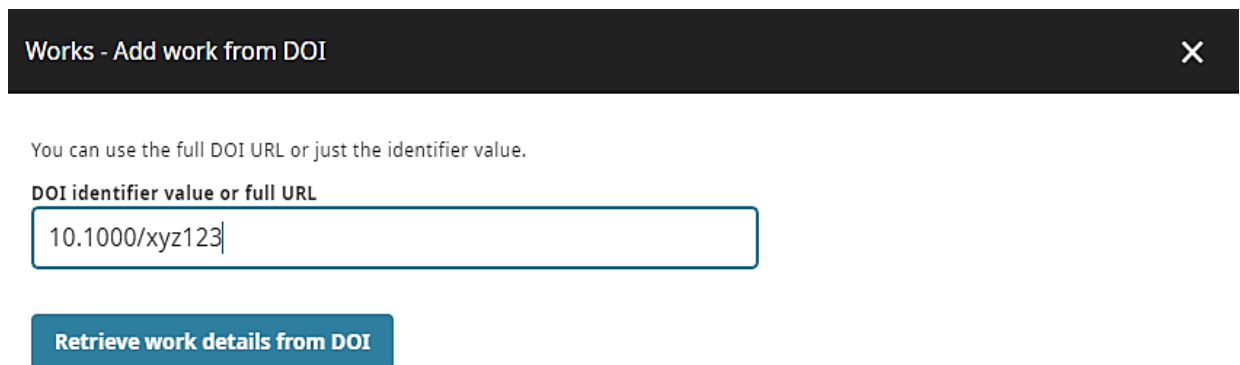 Works - Add work from DOI
You can use the full DOI URL or just the identifier value.
DOI identifier value or full URL
10.1000/xyz123
Retrieve work details from DOI